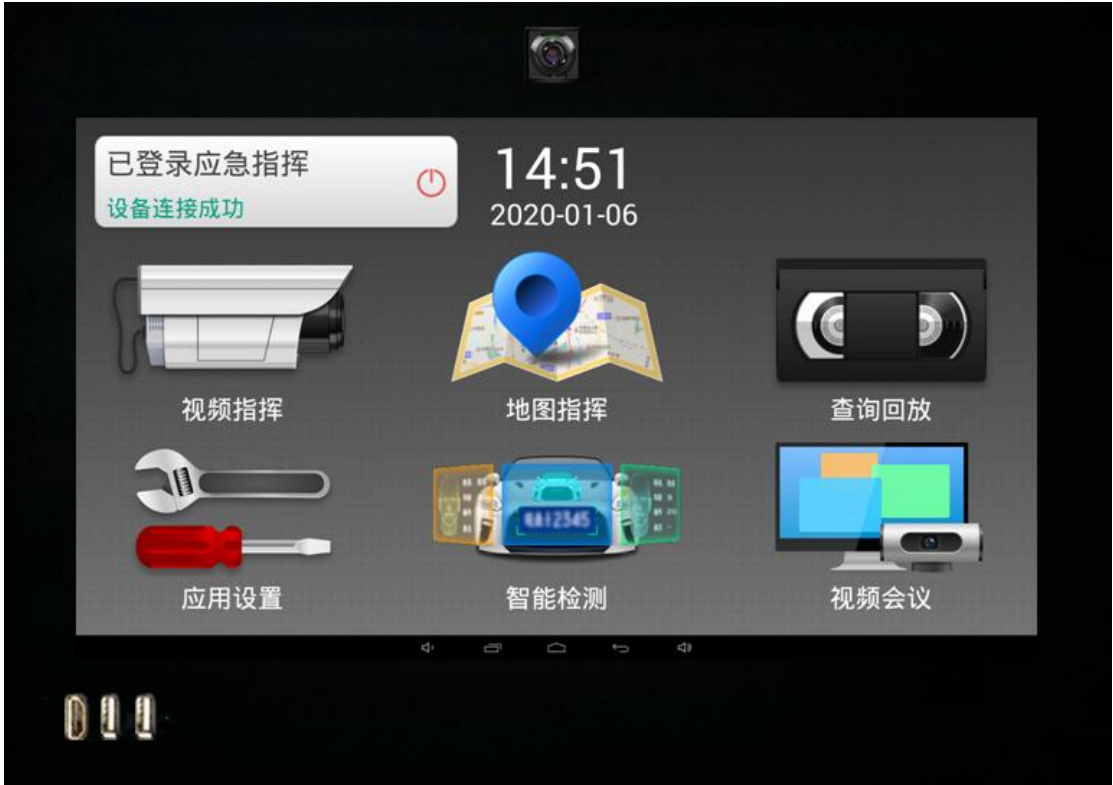 已登录应急指挥
设备连接成功
14:51
2020-01-06
视频指挥
地图指挥
查询回放
应用设置
智能检测
视频会议